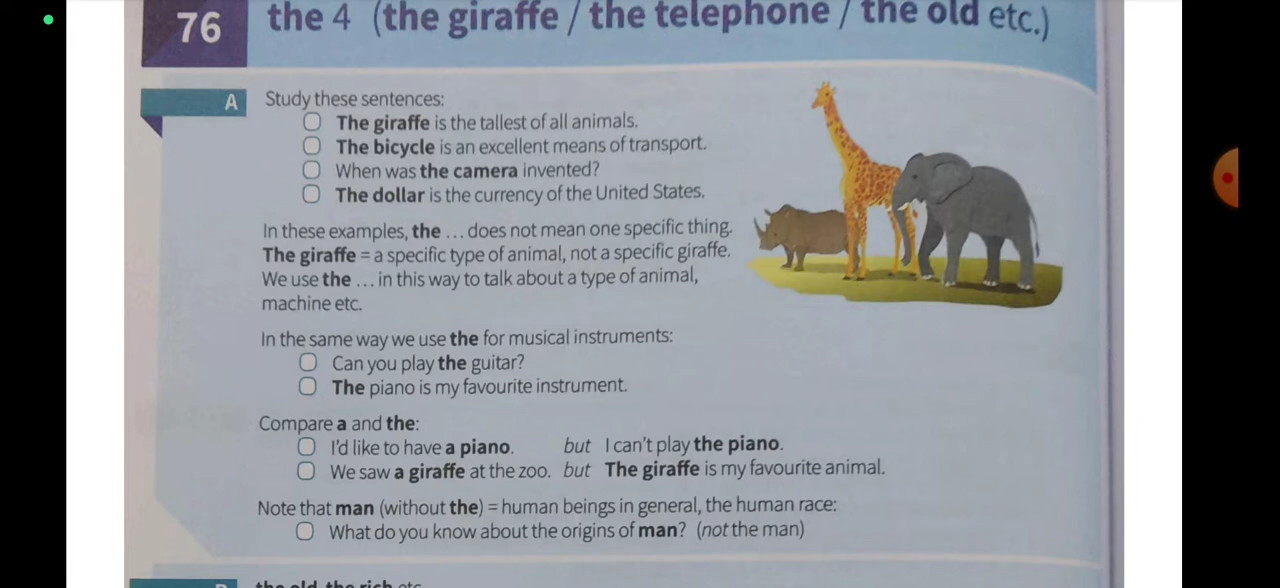 76 the 4 (the giraffe / the telephone / the old etc.)
A Study these sentences:
The giraffe is the tallest of all animals.
The bicycle is an excellent means of transport.
When was the camera invented?
The dollar is the currency of the United States.
In these examples, the ... does not mean one specific thing.
The giraffe = a specific type of animal, not a specific giraffe.
We use the ... in this way to talk about a type of animal,
machine etc.
In the same way we use the for musical instruments:
Can you play the guitar?
The piano is my favourite instrument.
Compare a and the:
I'd like to have a piano. but I can't play the piano.
We saw a giraffe at the zoo. but The giraffe is my favourite animal.
Note that man (without the) = human beings in general, the human race:
What do you know about the origins of man? (not the man)
the old, the rich etc.